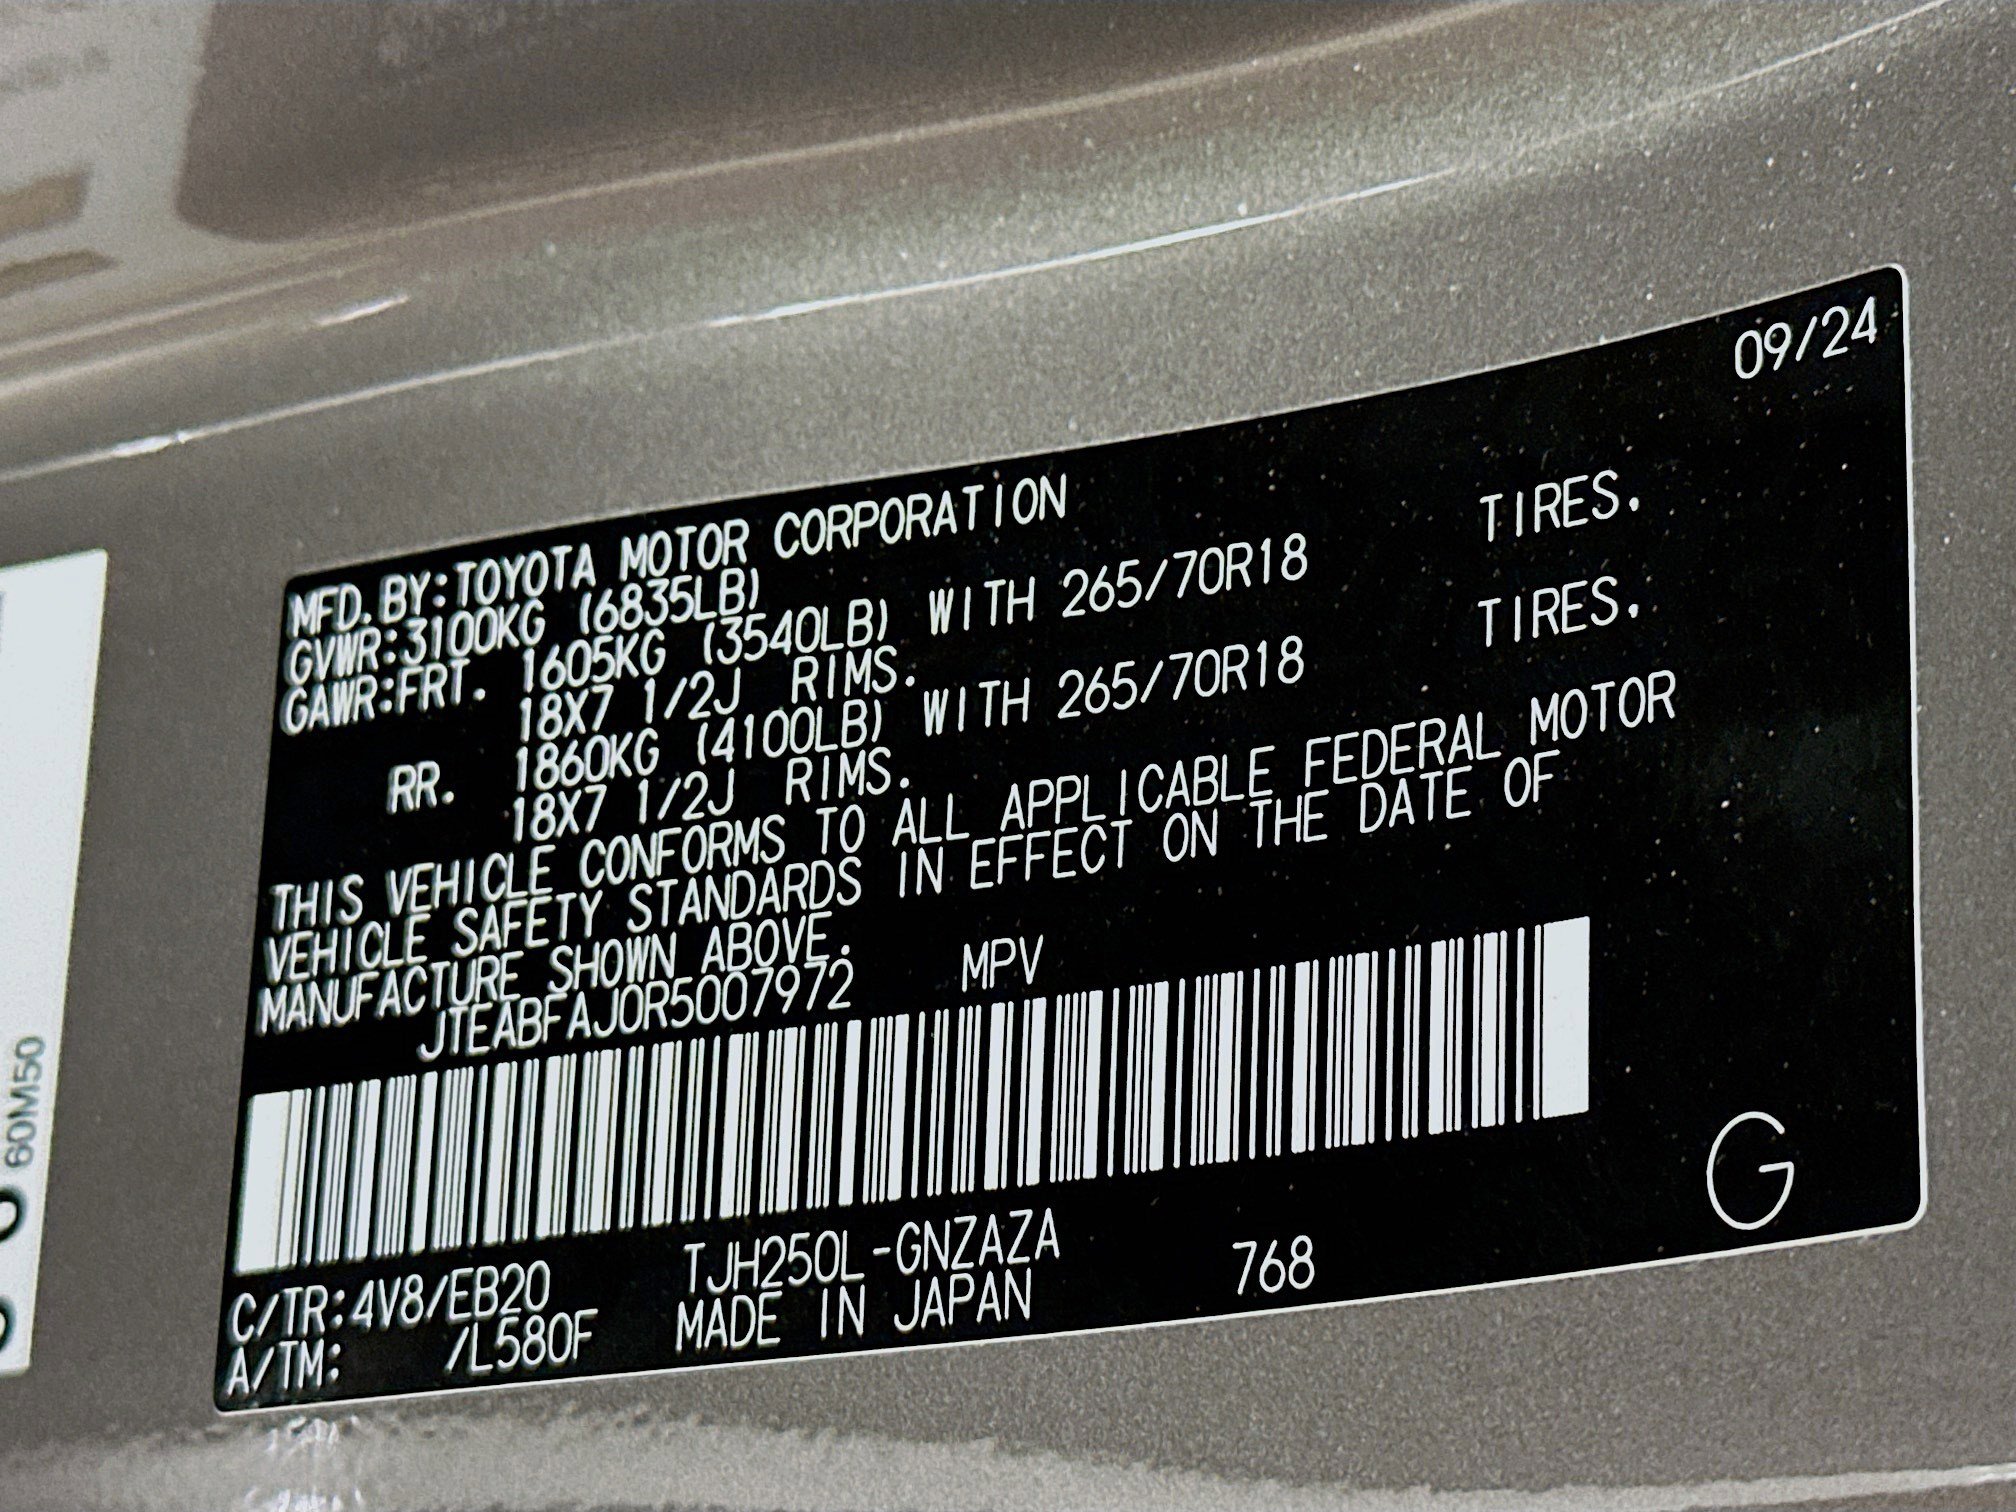 09/24
MFD.BY:TOYOTA MOTOR CORPORATION
GVWR:3100KG (6835LB)
GAWR:FRT. 1605KG (3540LB) WITH 265/70R18 TIRES.
18X7 1/2J RIMS.
RR. 1860KG (4100LB) WITH 265/70R18 TIRES.
18X7 1/2J RIMS.
THIS VEHICLE CONFORMS TO ALL APPLICABLE FEDERAL MOTOR
VEHICLE SAFETY STANDARDS IN EFFECT ON THE DATE OF
MANUFACTURE SHOWN ABOVE.
JTEABFAJ0R5007972 MPV
C/TR:4V8/EB20 TJH250L-GNZAZA 768 G
A/TM: /L580F MADE IN JAPAN
60M50